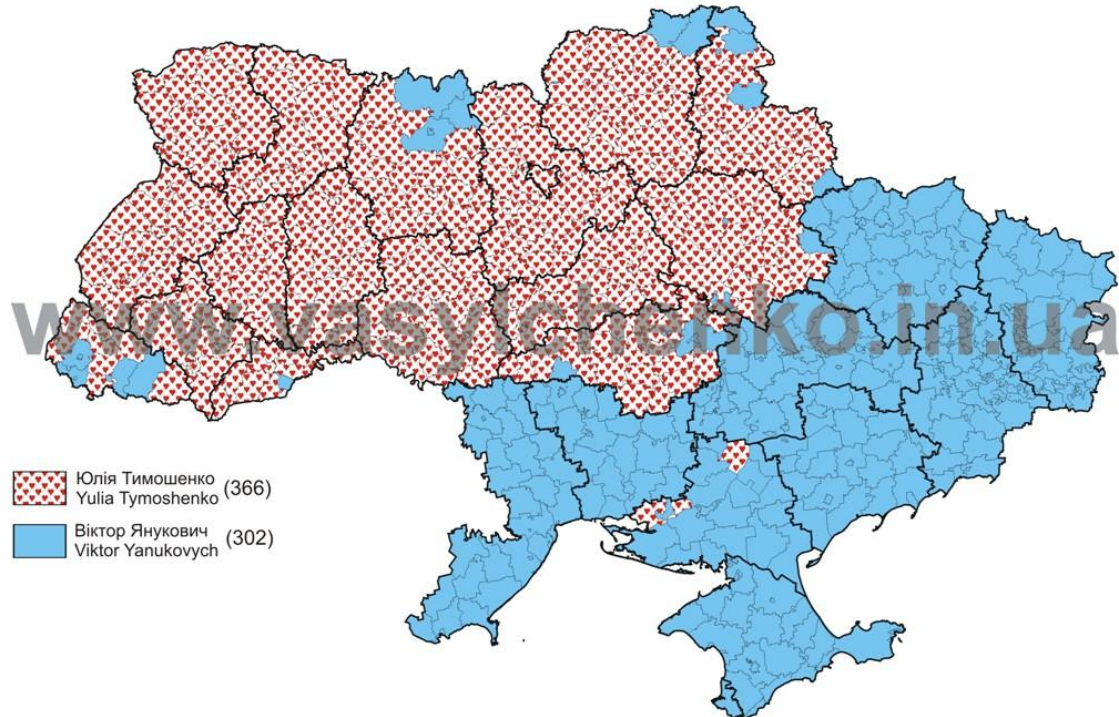 www.vasylchenko.in.ua
Юлія Тимошенко
Yulia Tymoshenko (366)
Віктор Янукович
Viktor Yanukovych (302)